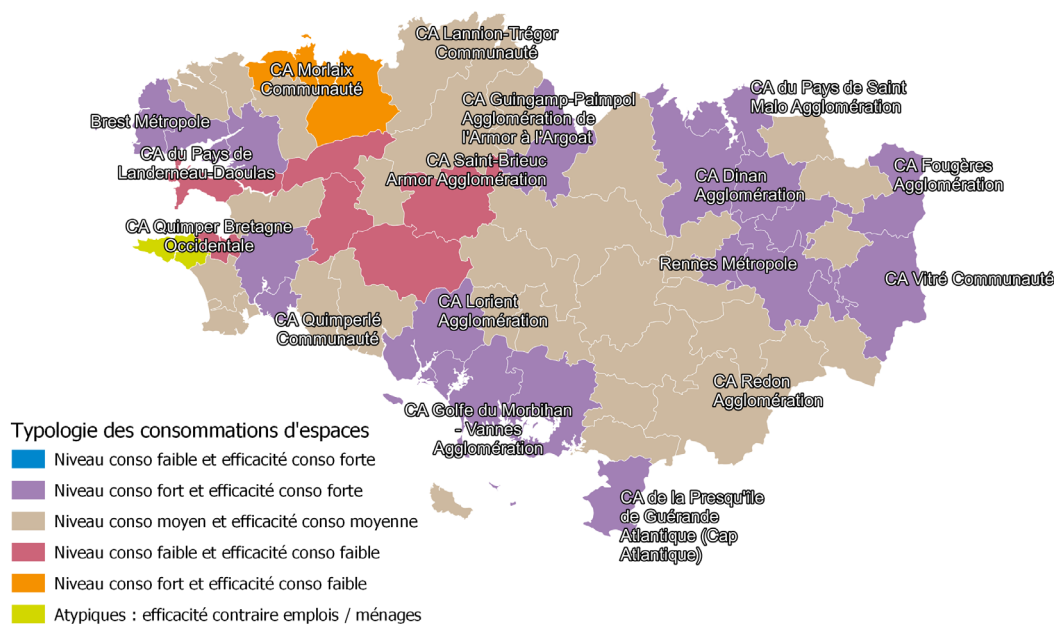 CA Lannion-Trégor
Communauté
CA Morlaix
Communauté
CA du Pays de Saint
Malo Agglomération
CA Guingamp-Paimpol
Agglomération de
l'Armor à l'Argoat
Brest Métropole
CA du Pays de
Landerneau-Daoulas
CA Saint-Brieuc
Armor Agglomération
CA Dinan
Agglomération
CA Fougères
Agglomération
CA Quimper Bretagne
Occidentale
Rennes Métropole
CA Vitré Communauté
CA Quimperlé
Communauté
CA Lorient
Agglomération
CA Redon
Agglomération
CA Golfe du Morbihan
- Vannes
Agglomération
CA de la Presqu'île
de Guérande
Atlantique (Cap
Atlantique)
Typologie des consommations d'espaces
Niveau conso faible et efficacité conso forte
Niveau conso fort et efficacité conso forte
Niveau conso moyen et efficacité conso moyenne
Niveau conso faible et efficacité conso faible
Niveau conso fort et efficacité conso faible
Atypiques : efficacité contraire emplois / ménages